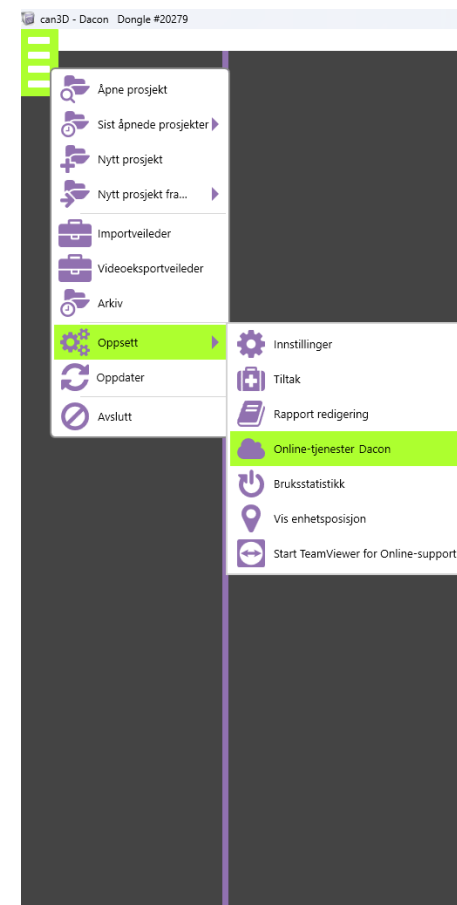 can3D - Dacon Dongle #20279
Åpne prosjekt
Sist åpnede prosjekter
Nytt prosjekt
Nytt prosjekt fra...
Importveileder
Videoeksportveileder
Arkiv
Oppsett
Oppdater
Avslutt
Innstillinger
Tiltak
Rapport redigering
Online-tjenester Dacon
Bruksstatistikk
Vis enhetsposisjon
Start TeamViewer for Online-support